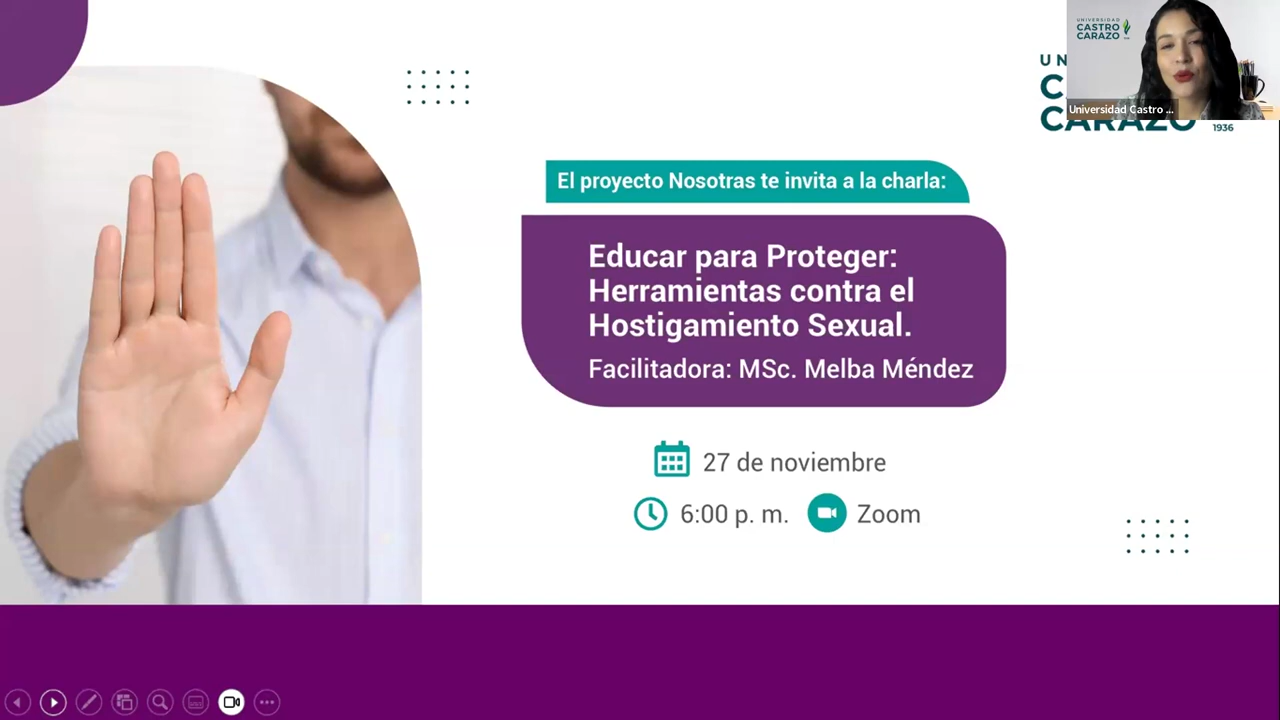 UNIVERSIDAD
CASTRO
CARAZO
Universidad Castro ...
CARAZO
1936
El proyecto Nosotras te invita a la charla:
Educar para Proteger:
Herramientas contra el
Hostigamiento Sexual.
Facilitadora: MSc. Melba Méndez
27 de noviembre
6:00 p. m.
Zoom